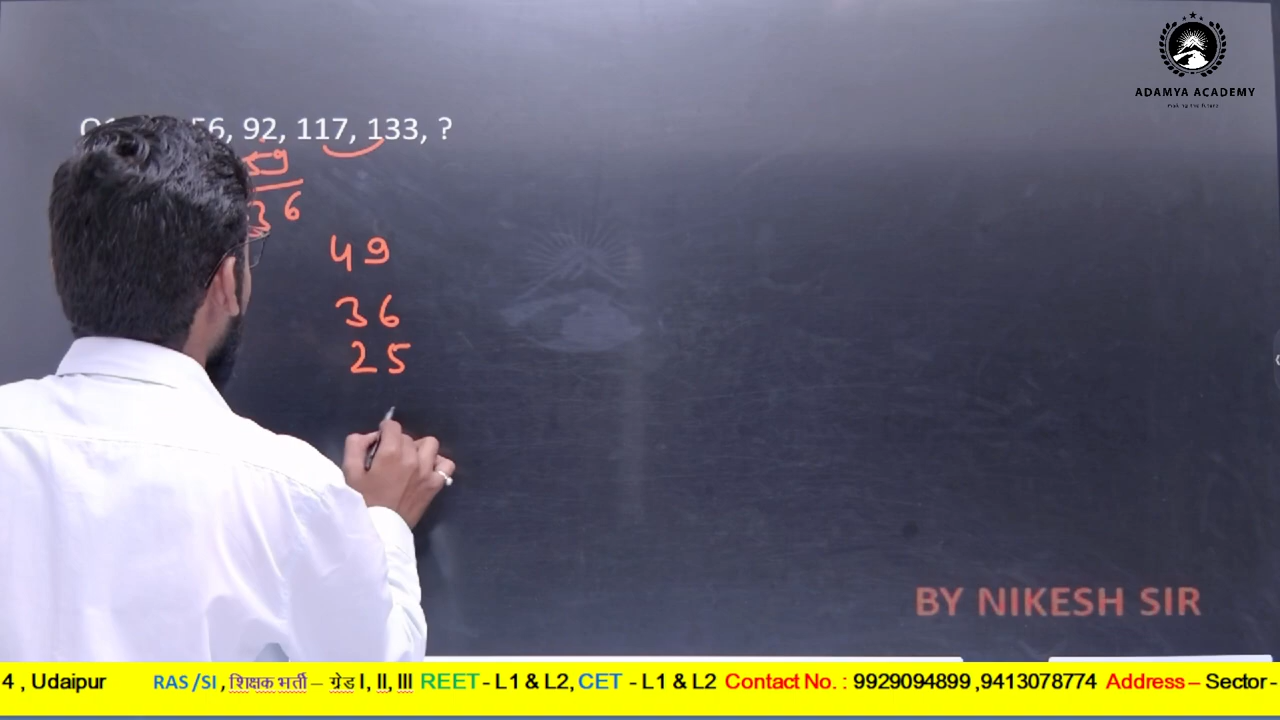 ADAMYA ACADEMY
56, 92, 117, 133, ?
49
36
36
25
BY NIKESH SIR
4 , Udaipur RAS /SI , शिक्षक भर्ती – ग्रेड I, II, III REET - L1 & L2, CET - L1 & L2 Contact No. : 9929094899 ,9413078774 Address – Sector -